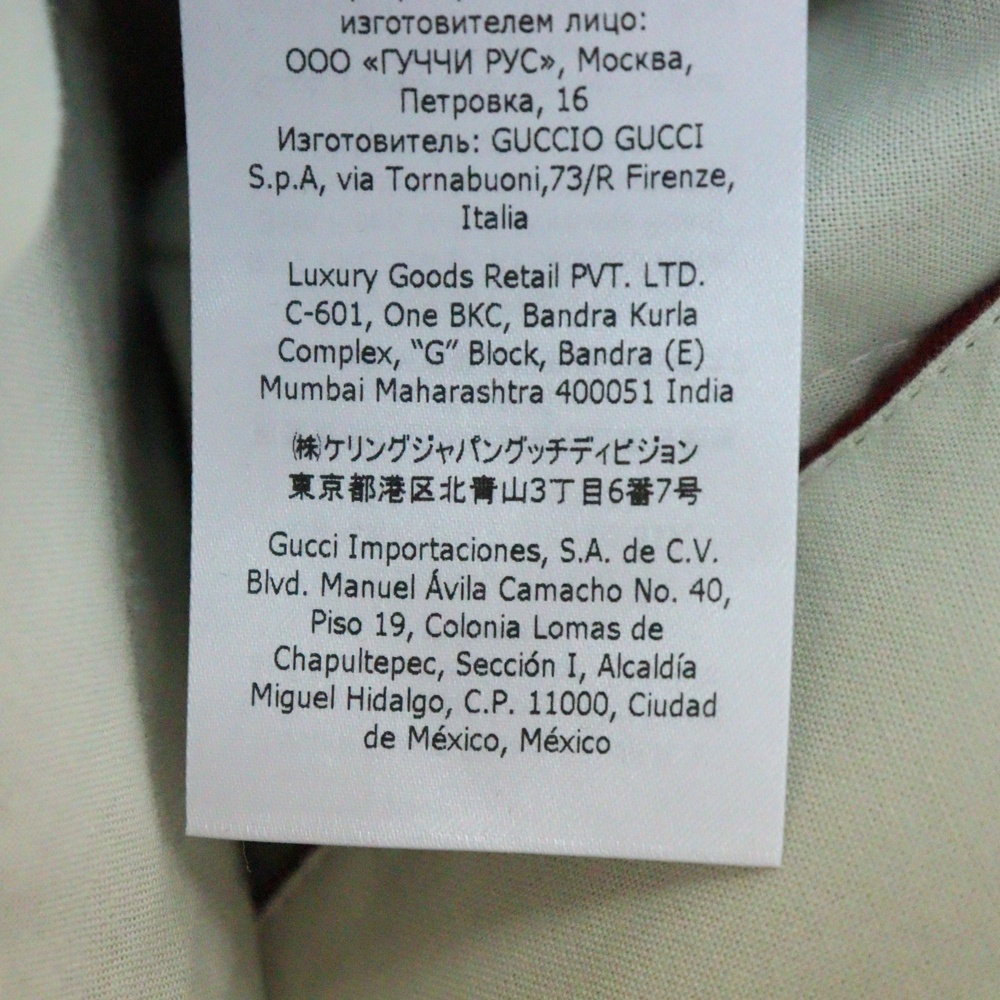 изготовителем лицо:
ООО «ГУЧЧИ РУС», Москва,
Петровка, 16
Изготовитель: GUCCIO GUCCI
S.p.A, via Tornabuoni,73/R Firenze,
Italia
Luxury Goods Retail PVT. LTD.
C-601, One BKC, Bandra Kurla
Complex, “G” Block, Bandra (E)
Mumbai Maharashtra 400051 India
㈱ケリングジャパングッチディビジョン
東京都港区北青山3丁目6番7号
Gucci Importaciones, S.A. de C.V.
Blvd. Manuel Ávila Camacho No. 40,
Piso 19, Colonia Lomas de
Chapultepec, Sección I, Alcaldía
Miguel Hidalgo, C.P. 11000, Ciudad
de México, México